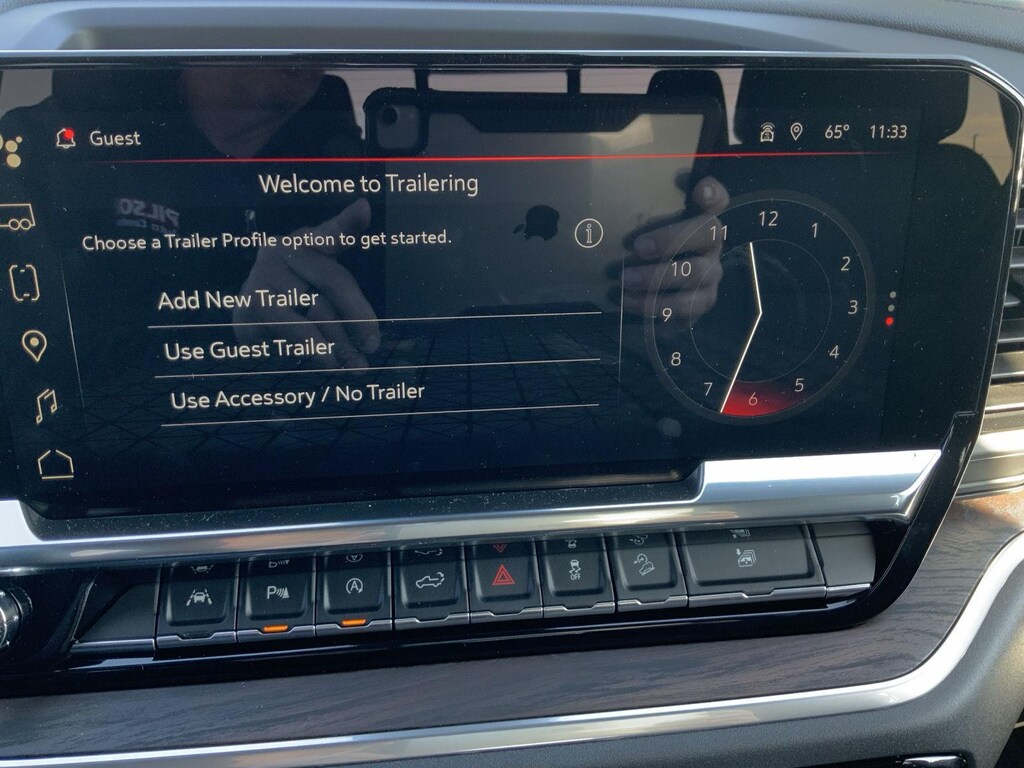 Guest
65° 11:33
Welcome to Trailering
Choose a Trailer Profile option to get started.
i
Add New Trailer
Use Guest Trailer
Use Accessory / No Trailer
12
1
2
3
4
5
6
7
8
9
10
11
P
A
OFF